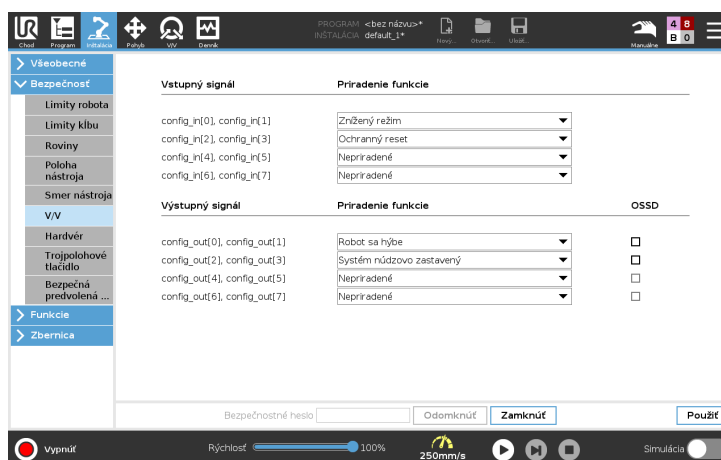 UR
PROGRAM <bez názvu>*
INŠTALÁCIA default_1*
Chod Program Inštalácia Pohyb V/V Denník Nový... Otvoriť... Uložiť... Manuálne
4 8
B 0
Všeobecné
Bezpečnosť
Limity robota
Limity kĺbu
Roviny
Poloha
nástroja
Smer nástroja
V/V
Hardvér
Trojpolohové
tlačidlo
Bezpečná
predvolená ...
Funkcie
Zbernica
Vstupný signál Priradenie funkcie
config_in[0], config_in[1] Znížený režim
config_in[2], config_in[3] Ochranný reset
config_in[4], config_in[5] Nepriradené
config_in[6], config_in[7] Nepriradené
Výstupný signál Priradenie funkcie OSSD
config_out[0], config_out[1] Robot sa hýbe
config_out[2], config_out[3] Systém núdzovo zastavený
config_out[4], config_out[5] Nepriradené
config_out[6], config_out[7] Nepriradené
Bezpečnostné heslo Odomknúť Zamknúť Použiť
Vypnúť Rýchlosť 100% 250mm/s Simulácia